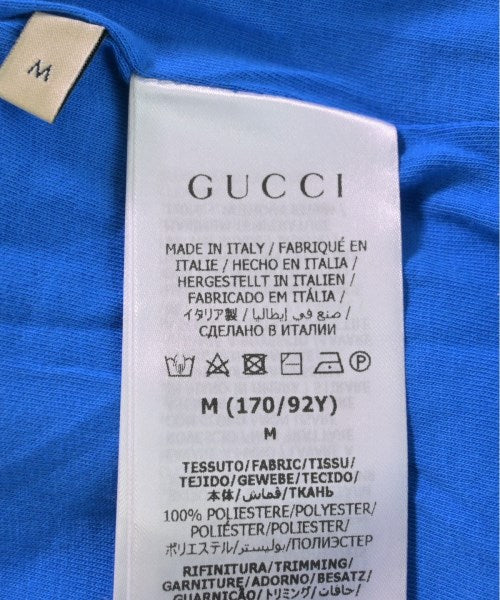 M
GUCCI
MADE IN ITALY / FABRIQUÉ EN
ITALIE / HECHO EN ITALIA /
HERGESTELLT IN ITALIEN /
FABRICADO EM ITÁLIA /
イタリア製 / صنع في إيطاليا /
СДЕЛАНО В ИТАЛИИ
M (170/92Y)
M
TESSUTO/FABRIC/TISSU/
TEJIDO/GEWEBE/TECIDO/
本体/قماش/ТКАНЬ
100% POLIESTERE/POLYESTER/
POLIÉSTER/POLIÉSTER/
ポリエステル/بوليستر/ПОЛИЭСТЕР
RIFINITURA/TRIMMING/
GARNITURE/ADORNO/BESATZ/
GUARNIÇÃO/トリミング/